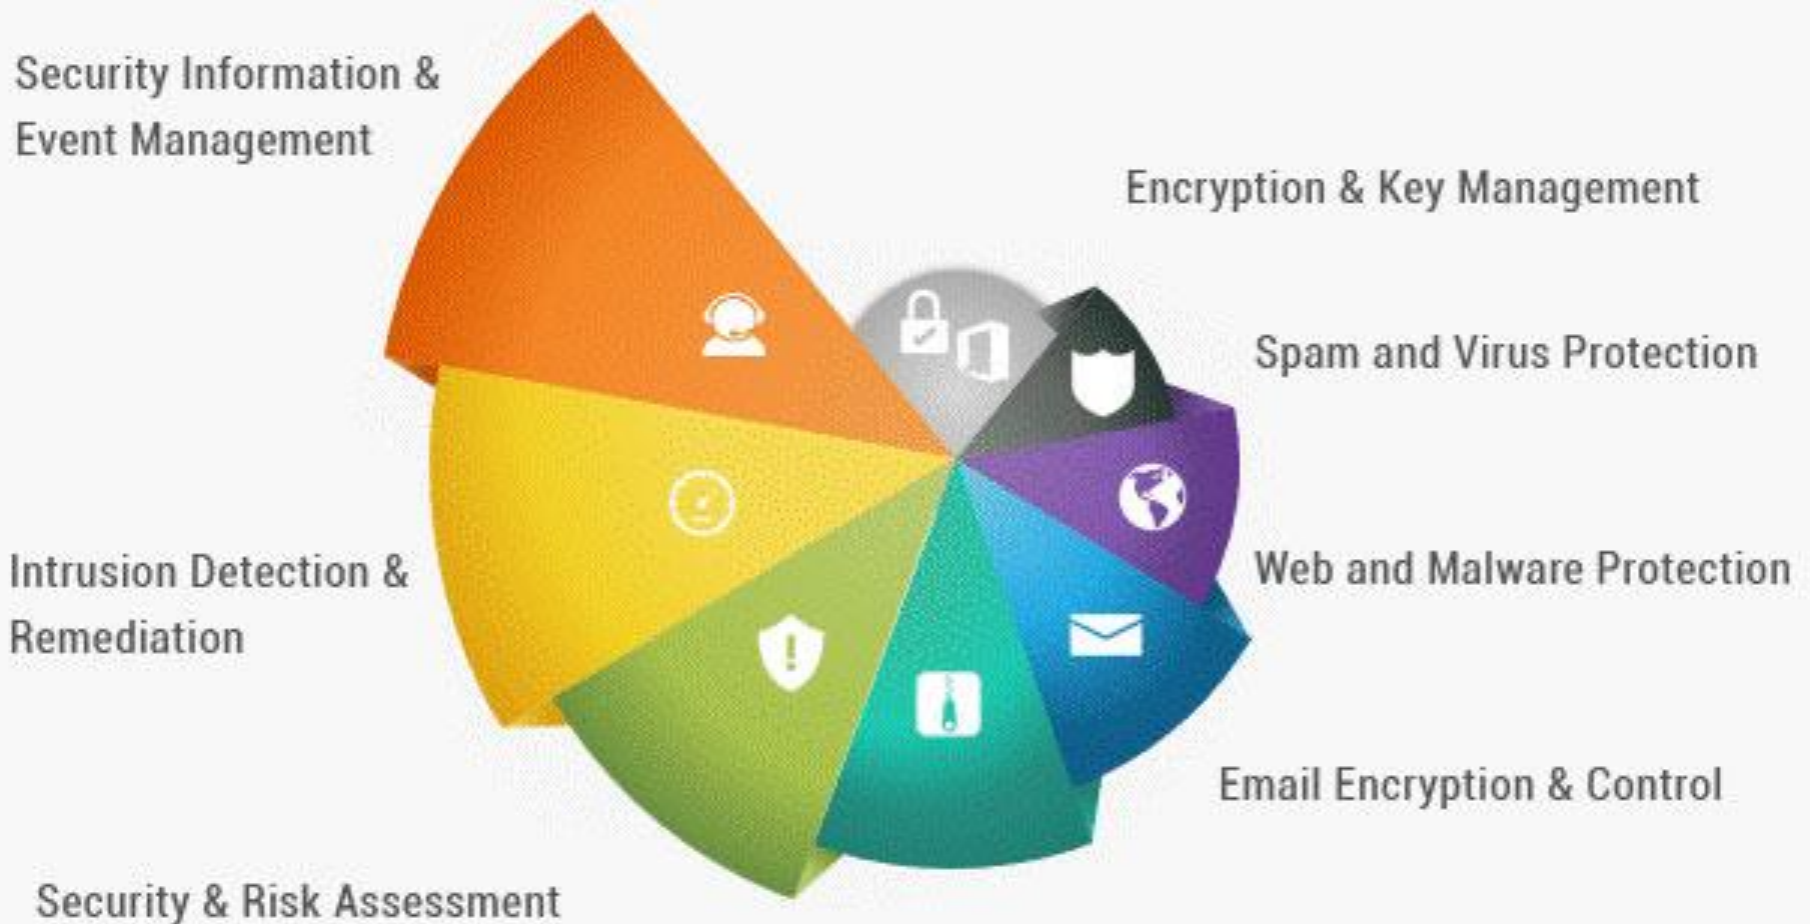 Security Information &
Event Management
Encryption & Key Management
Spam and Virus Protection
Web and Malware Protection
Intrusion Detection &
Remediation
Email Encryption & Control
Security & Risk Assessment